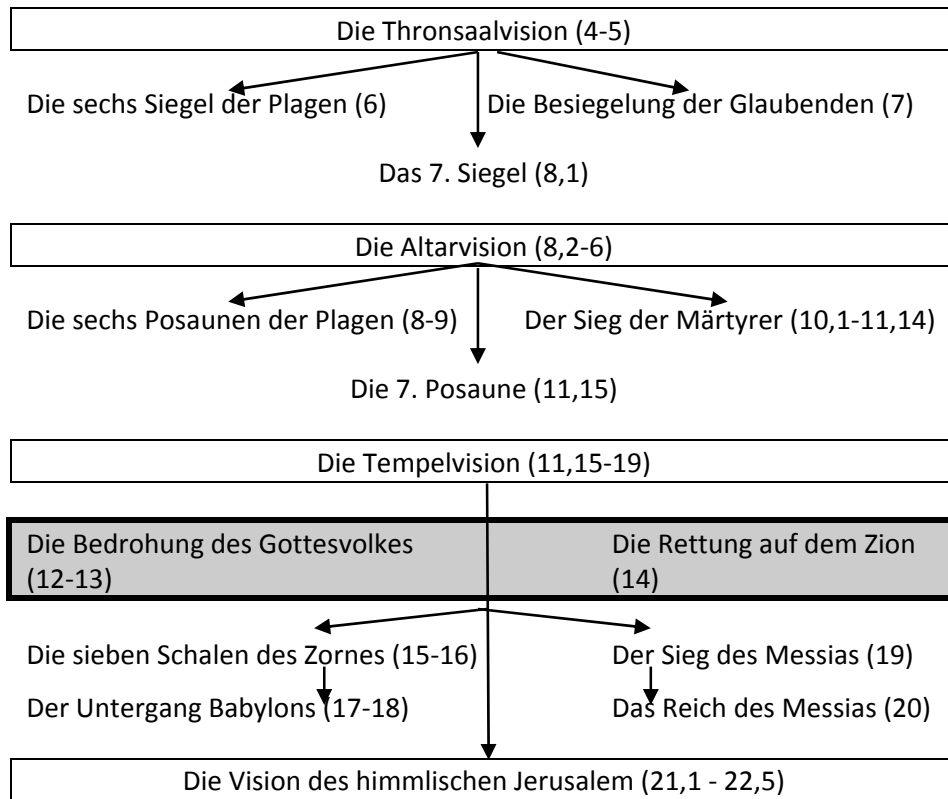 Die Thronsaalvision (4-5)
Die sechs Siegel der Plagen (6)
Die Besiegelung der Glaubenden (7)
Das 7. Siegel (8,1)
Die Altarvision (8,2-6)
Die sechs Posaunen der Plagen (8-9)
Der Sieg der Märtyrer (10,1-11,14)
Die 7. Posaune (11,15)
Die Tempelvision (11,15-19)
Die Bedrohung des Gottesvolkes
(12-13)
Die Rettung auf dem Zion
(14)
Die sieben Schalen des Zornes (15-16)
Der Sieg des Messias (19)
Der Untergang Babylons (17-18)
Das Reich des Messias (20)
Die Vision des himmlischen Jerusalem (21,1 - 22,5)